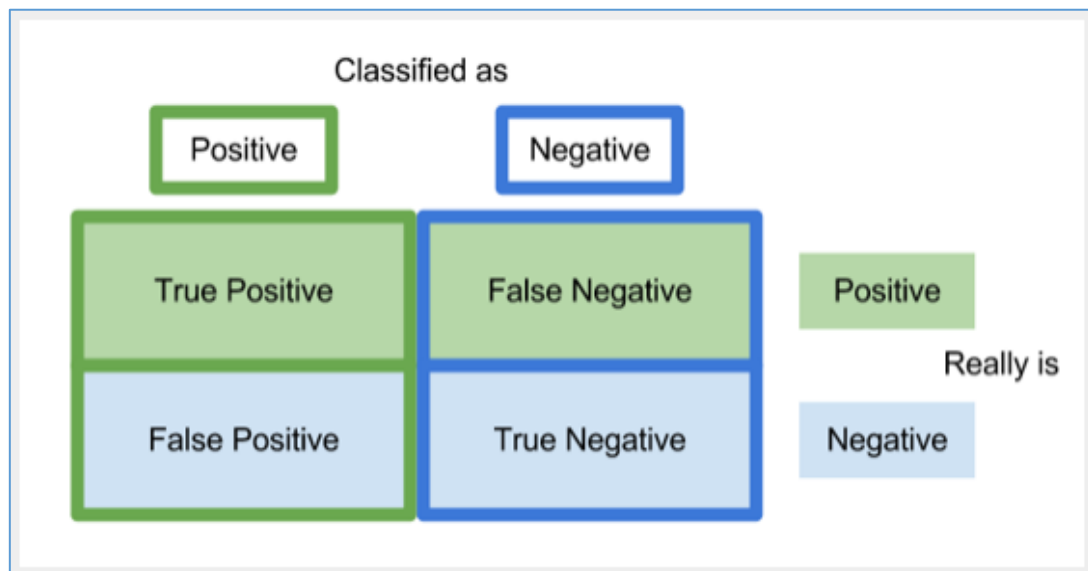 Classified as
Positive
Negative
True Positive
False Negative
Positive
Really is
False Positive
True Negative
Negative